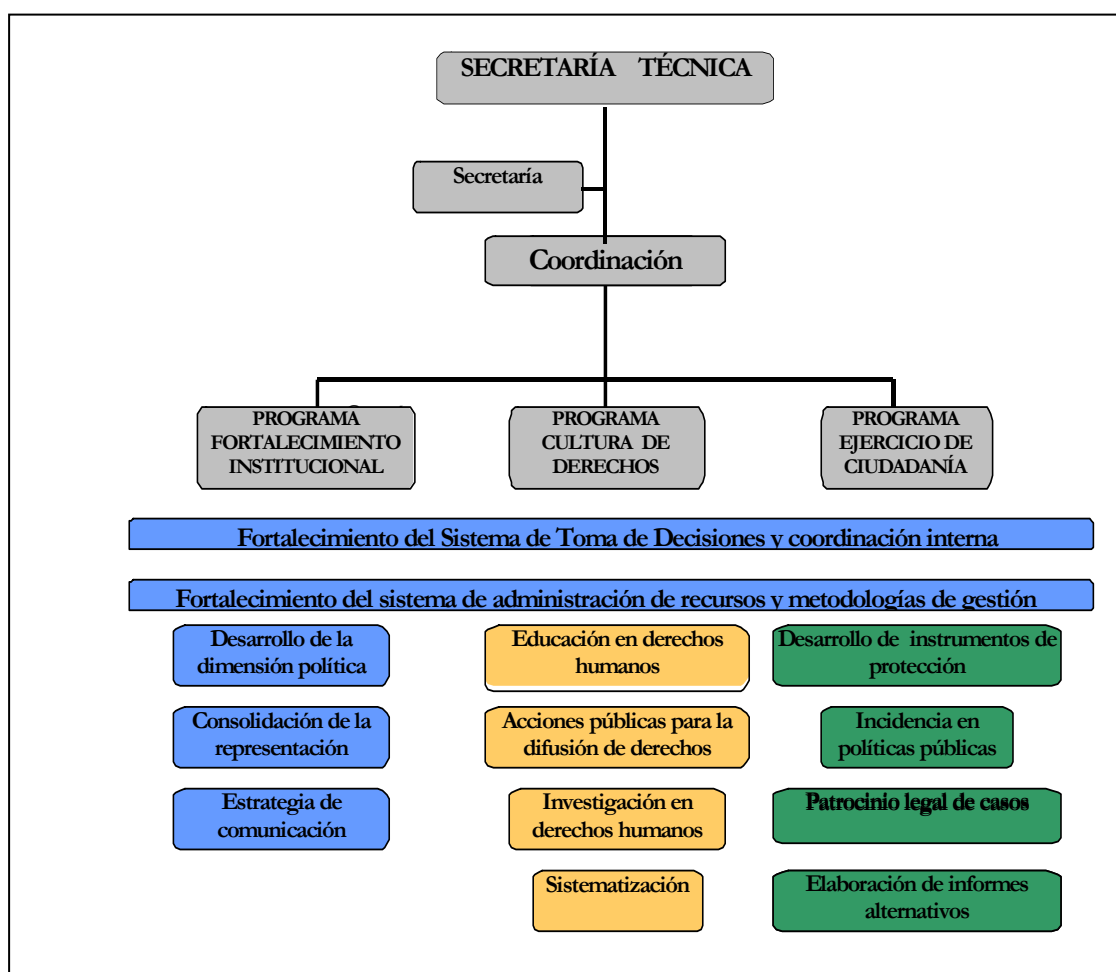 SECRETARÍA TÉCNICA
Secretaría
Coordinación
PROGRAMA
FORTALECIMIENTO
INSTITUCIONAL
PROGRAMA
CULTURA DE
DERECHOS
PROGRAMA
EJERCICIO DE
CIUDADANÍA
Fortalecimiento del Sistema de Toma de Decisiones y coordinación interna
Fortalecimiento del sistema de administración de recursos y metodologías de gestión
Desarrollo de la
dimensión política
Educación en derechos
humanos
Desarrollo de instrumentos de
protección
Consolidación de la
representación
Acciones públicas para la
difusión de derechos
Incidencia en
políticas públicas
Estrategia de
comunicación
Investigación en
derechos humanos
Patrocinio legal de casos
Sistematización
Elaboración de informes
alternativos